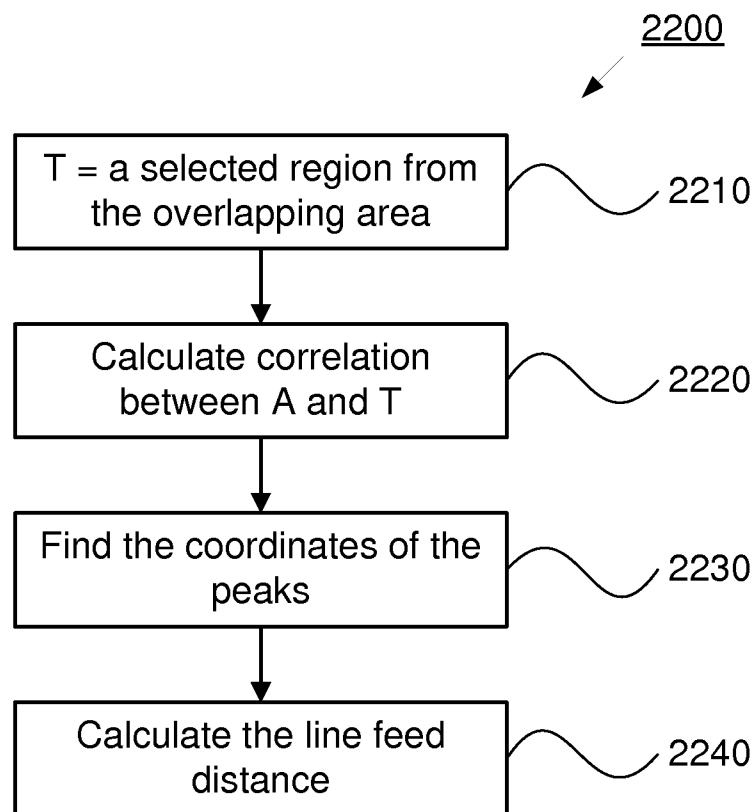 2200
T = a selected region from
the overlapping area
2210
Calculate correlation
between A and T
2220
Find the coordinates of the
peaks
2230
Calculate the line feed
distance
2240